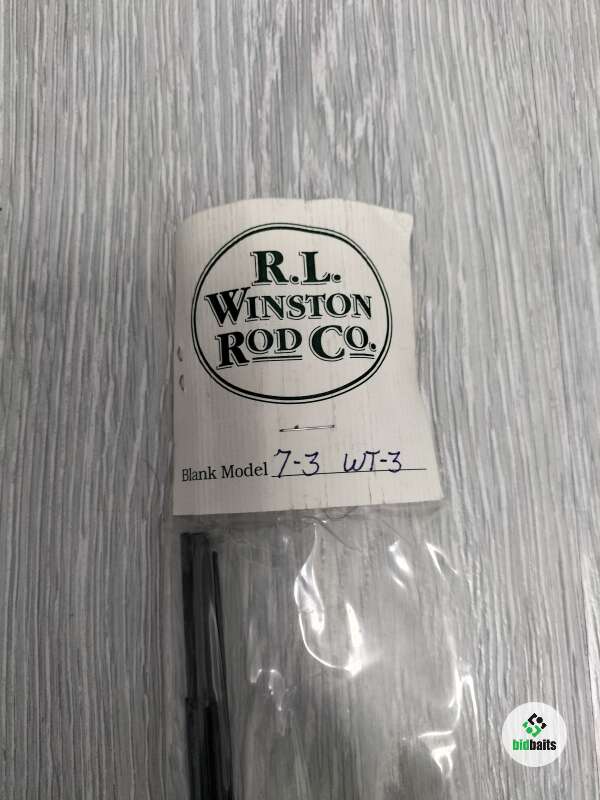 R.L.
WINSTON
ROD CO.
Blank Model 7-3 WT-3
bidbaits